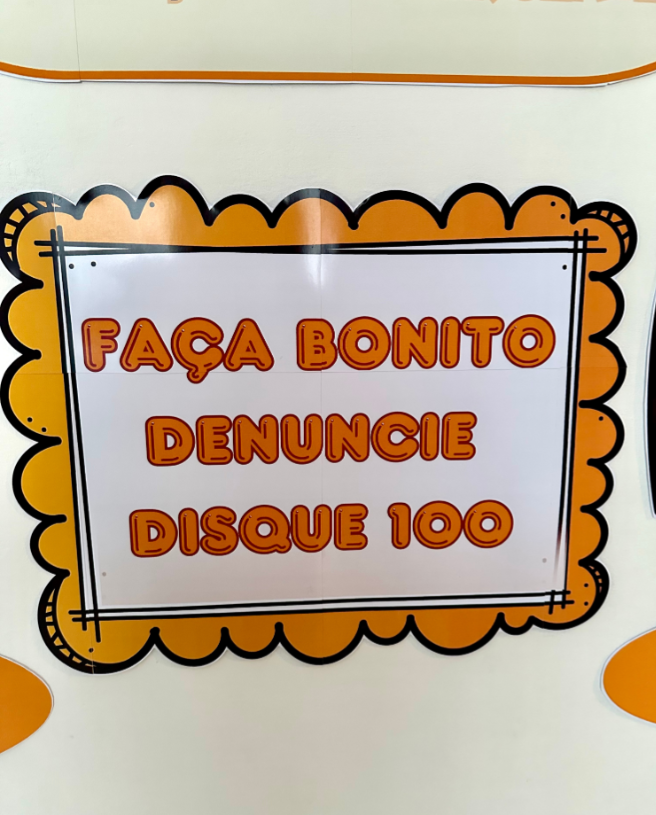 FAÇA BONITO
DENUNCIE
DISQUE 100